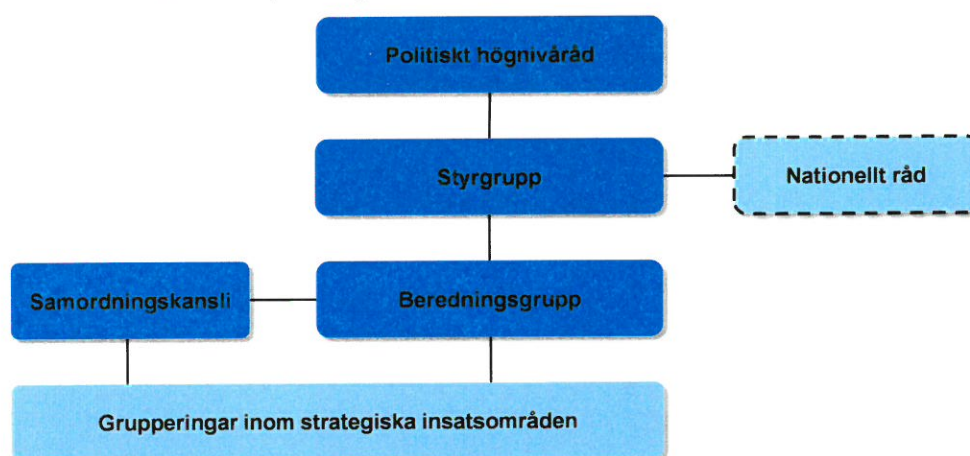 Politiskt högnivåråd
Styrgrupp
Nationellt råd
Samordningskansli
Beredningsgrupp
Grupperingar inom strategiska insatsområden